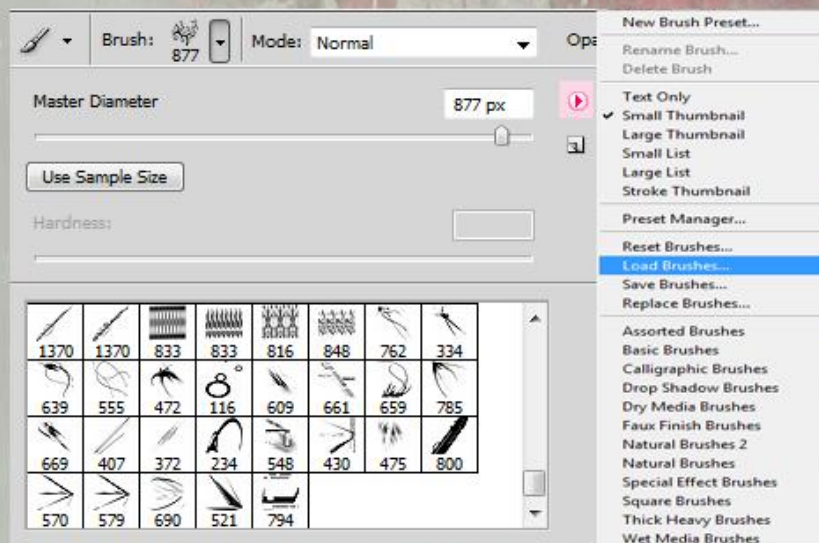 Brush:
877
Mode: Normal
Opa
Master Diameter
877 px
Use Sample Size
Hardness:
1370 1370 833 833 816 848 762 334
639 555 472 116 609 661 659 785
669 407 372 234 548 430 475 800
570 579 690 521 794
New Brush Preset...
Rename Brush...
Delete Brush
Text Only
Small Thumbnail
Large Thumbnail
Small List
Large List
Stroke Thumbnail
Preset Manager...
Reset Brushes...
Load Brushes...
Save Brushes...
Replace Brushes...
Assorted Brushes
Basic Brushes
Calligraphic Brushes
Drop Shadow Brushes
Dry Media Brushes
Faux Finish Brushes
Natural Brushes 2
Natural Brushes
Special Effect Brushes
Square Brushes
Thick Heavy Brushes
Wet Media Brushes